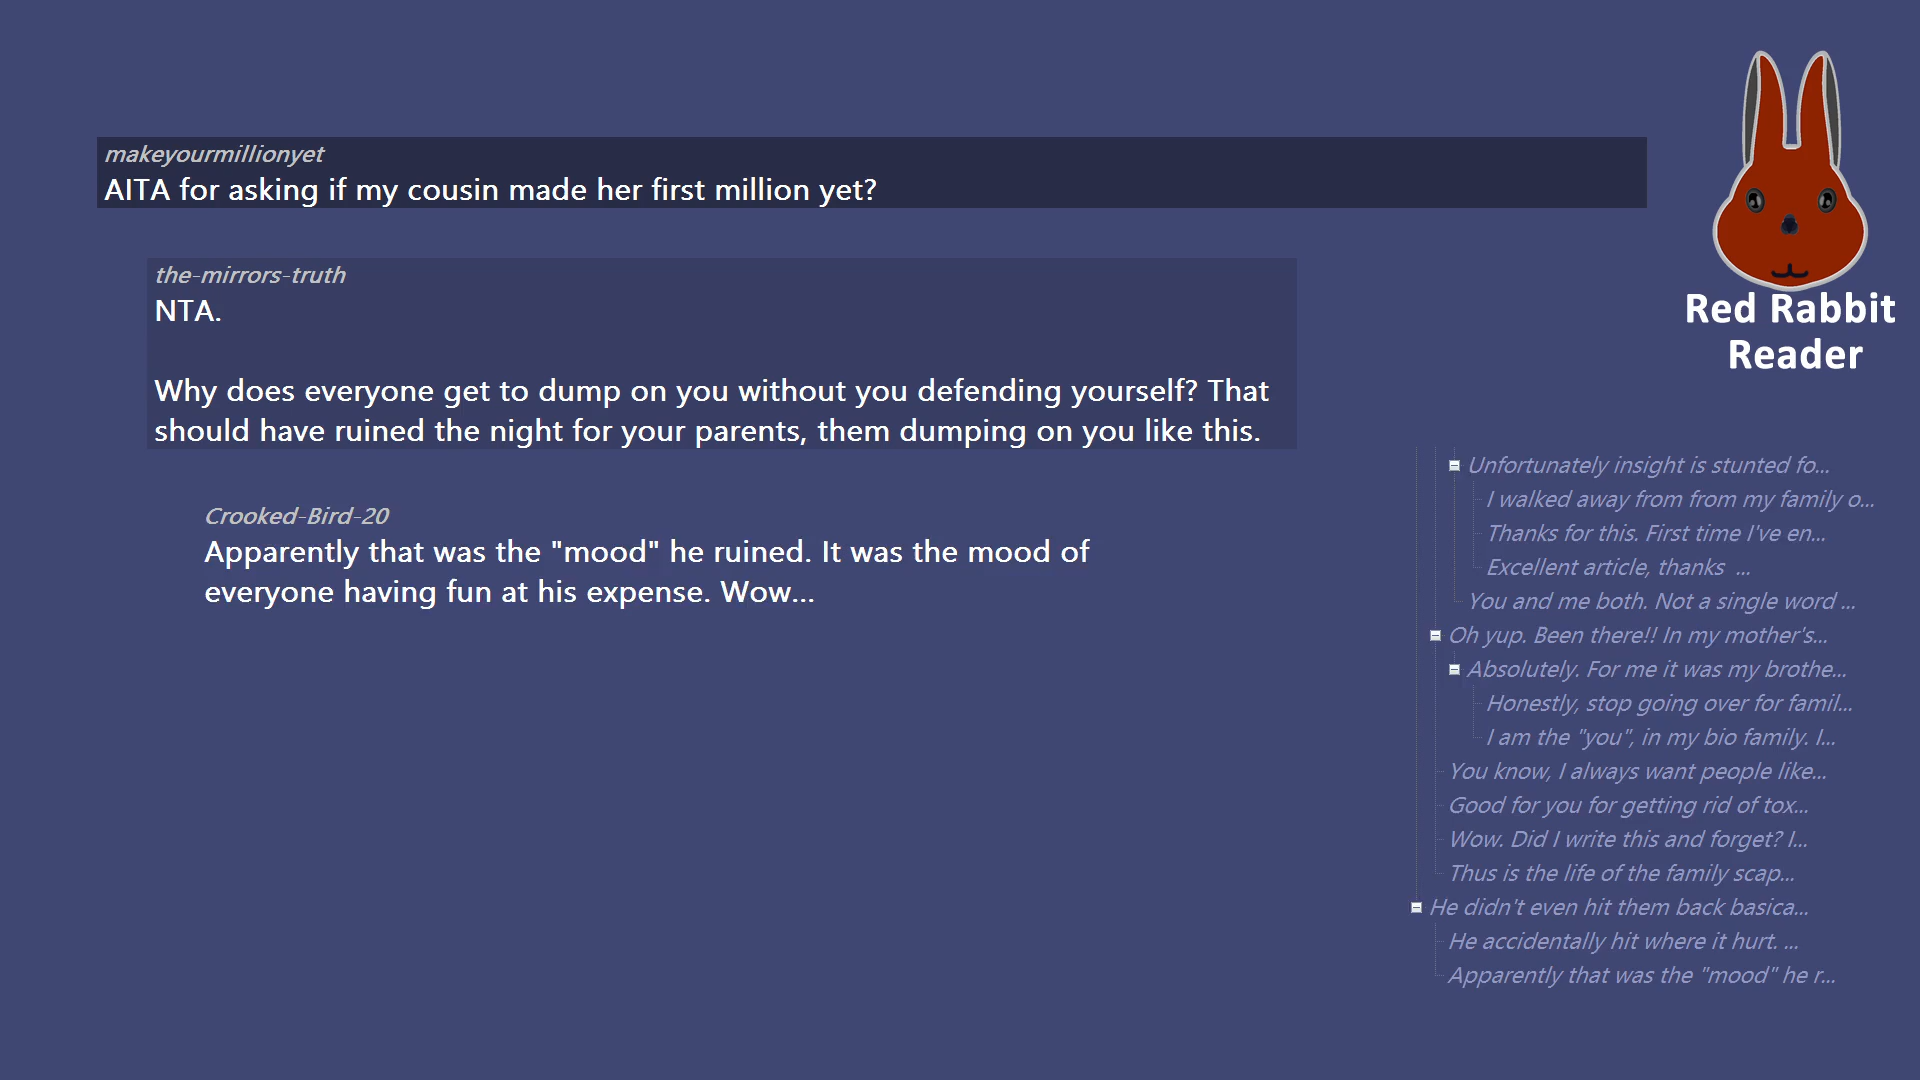 makeyourmillionyet
AITA for asking if my cousin made her first million yet?
the-mirrors-truth
NTA.
Why does everyone get to dump on you without you defending yourself? That
should have ruined the night for your parents, them dumping on you like this.
Crooked-Bird-20
Apparently that was the "mood" he ruined. It was the mood of
everyone having fun at his expense. Wow...
Red Rabbit
Reader
Unfortunately insight is stunted fo...
I walked away from from my family o...
Thanks for this. First time I've en...
Excellent article, thanks ...
You and me both. Not a single word ...
Oh yup. Been there!! In my mother's...
Absolutely. For me it was my brothe...
Honestly, stop going over for famil...
I am the "you", in my bio family. I...
You know, I always want people like...
Good for you for getting rid of tox...
Wow. Did I write this and forget? I...
Thus is the life of the family scap...
He didn't even hit them back basica...
He accidentally hit where it hurt. ...
Apparently that was the "mood" he r...